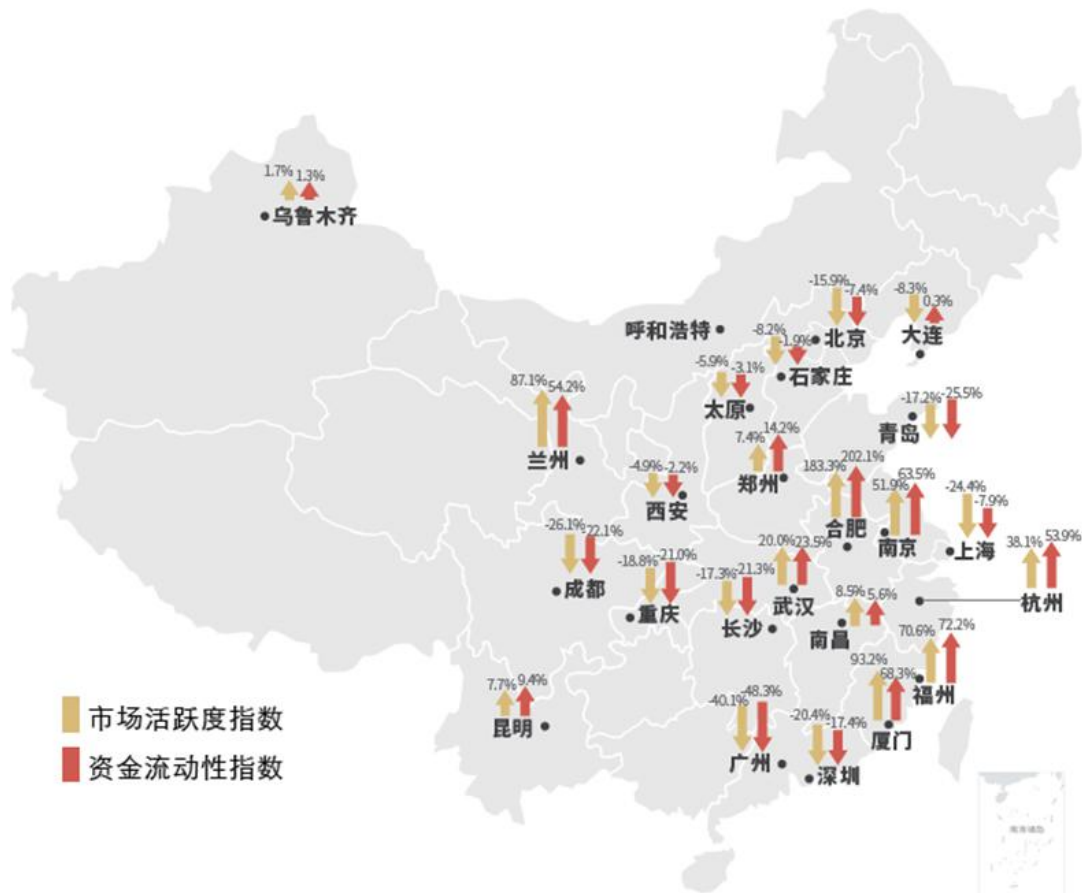 1.7% 1.3%
乌鲁木齐
-15.9% -7.4%
北京
-8.3% 0.3%
大连
呼和浩特
-8.2% -1.9%
石家庄
-5.9% -3.1%
太原
87.1% 54.2%
兰州
-17.2% -25.5%
青岛
7.4% 14.2%
郑州
-4.9% -2.2%
西安
183.3% 202.1%
合肥
51.9% 63.5%
南京
-24.4% -7.9%
上海
38.1% 53.9%
杭州
-26.1% -22.1%
成都
-18.8% -21.0%
重庆
-17.3% -21.3%
长沙
20.0% 23.5%
武汉
8.5% 5.6%
南昌
70.6% 72.2%
福州
93.2% 68.3%
厦门
7.7% 9.4%
昆明
-40.1% -48.3%
广州
-20.4% -17.4%
深圳
市场活跃度指数
资金流动性指数
南海诸岛